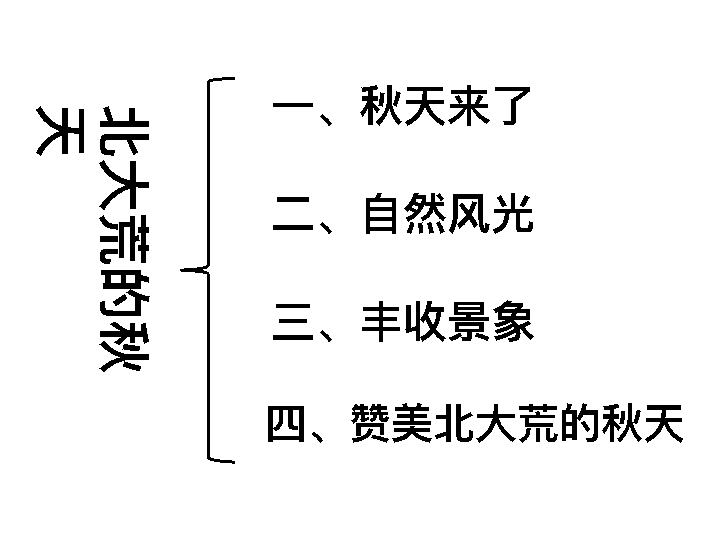 北大荒的秋
天
一、秋天来了
二、自然风光
三、丰收景象
四、赞美北大荒的秋天